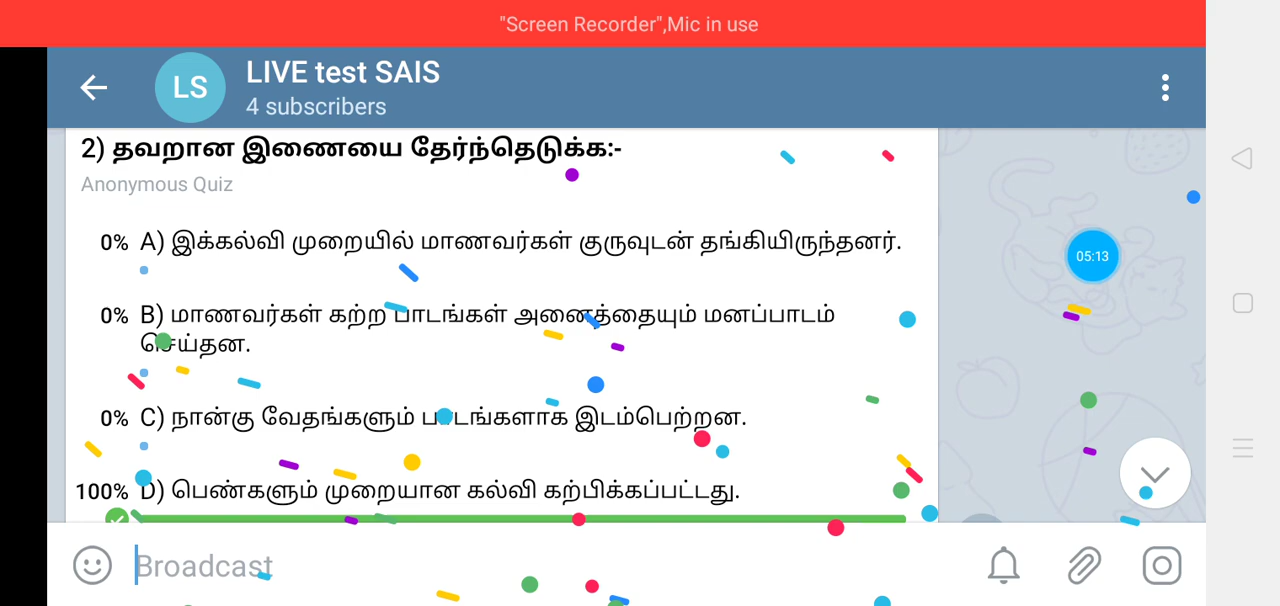 "Screen Recorder",Mic in use
LS
LIVE test SAIS
4 subscribers
2) தவறான இணையை தேர்ந்தெடுக்க:-
Anonymous Quiz
0% A) இக்கல்வி முறையில் மாணவர்கள் குருவுடன் தங்கியிருந்தனர்.
05:13
0% B) மாணவர்கள் கற்ற பாடங்கள் அனைத்தையும் மனப்பாடம்
செய்தன.
0% C) நான்கு வேதங்களும் பாடங்களாக இடம்பெற்றன.
100% D) பெண்களும் முறையான கல்வி கற்பிக்கப்பட்டது.
Broadcast